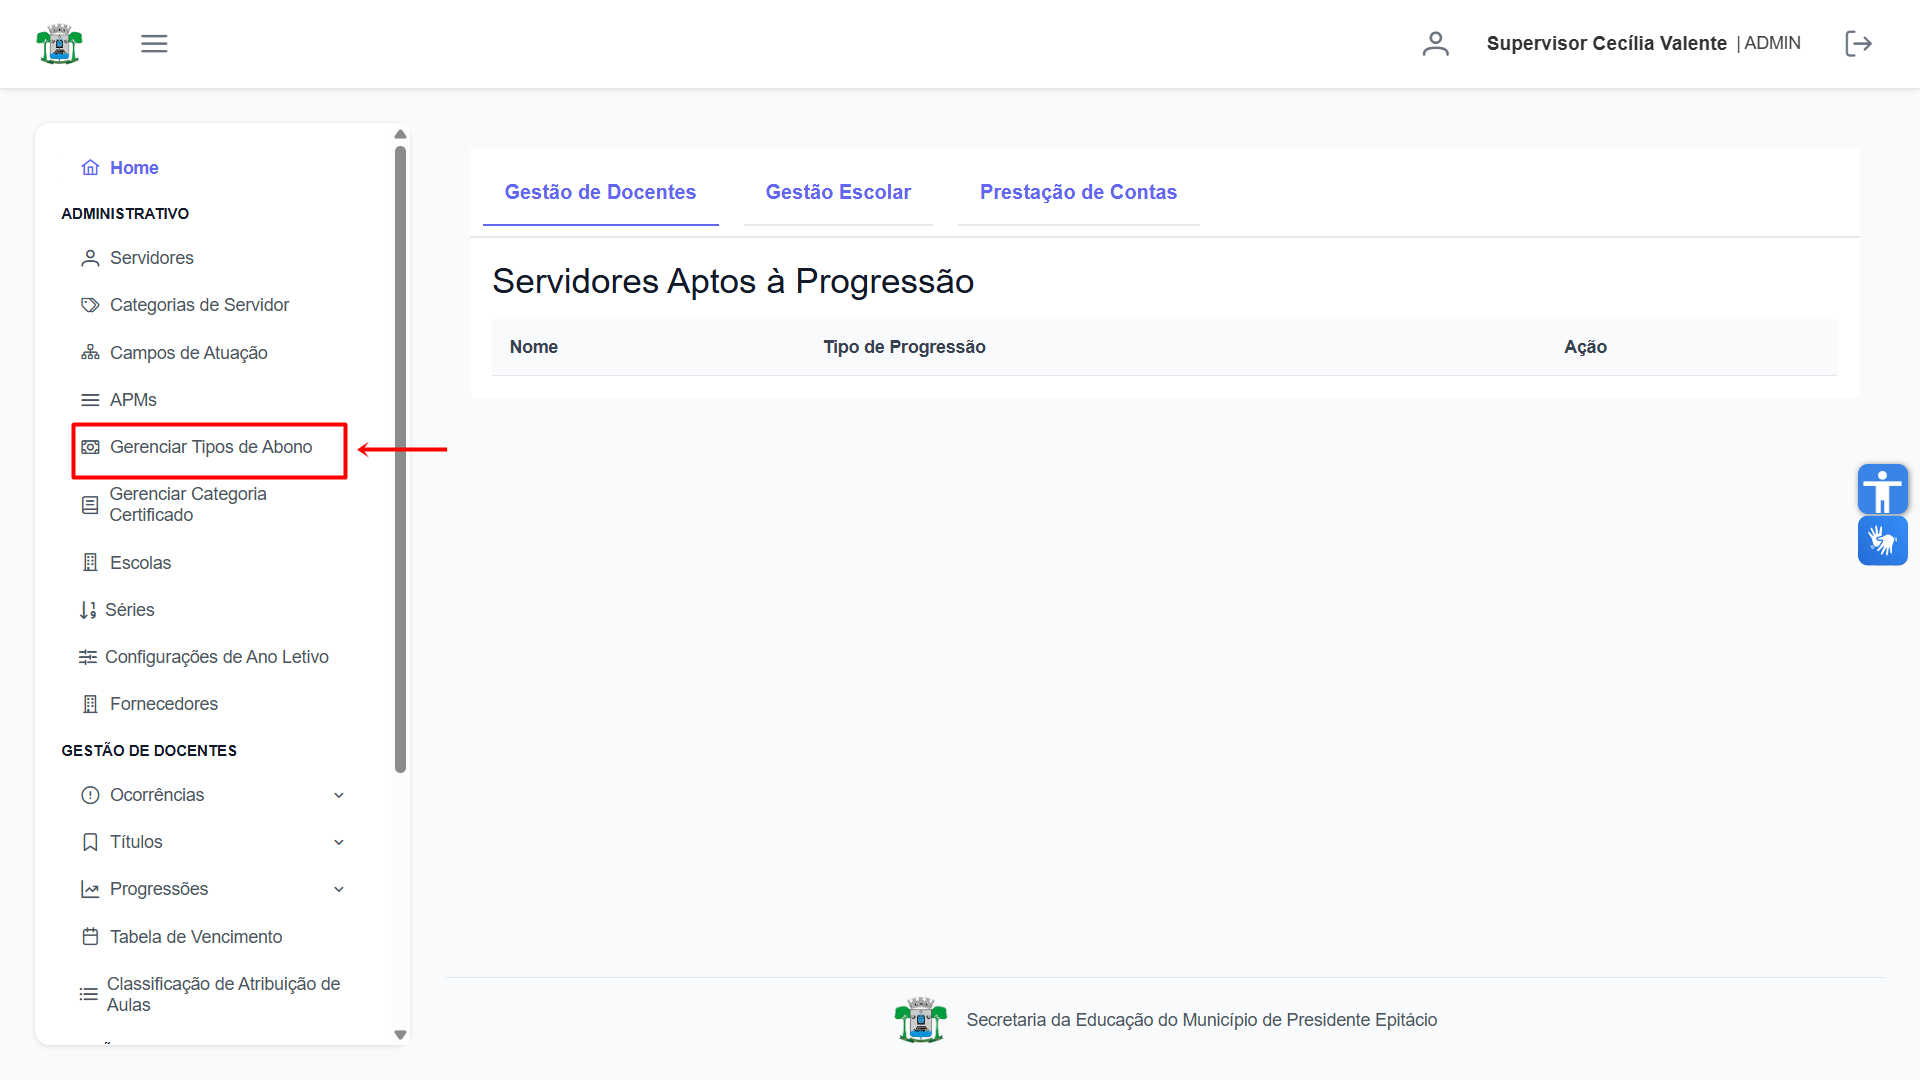 Supervisor Cecília Valente | ADMIN
Home
ADMINISTRATIVO
Servidores
Categorias de Servidor
Campos de Atuação
APMs
Gerenciar Tipos de Abono
Gerenciar Categoria
Certificado
Escolas
Séries
Configurações de Ano Letivo
Fornecedores
GESTÃO DE DOCENTES
Ocorrências
Títulos
Progressões
Tabela de Vencimento
Classificação de Atribuição de
Aulas
Gestão de Docentes Gestão Escolar Prestação de Contas
Servidores Aptos à Progressão
Nome Tipo de Progressão Ação
Secretaria da Educação do Município de Presidente Epitácio